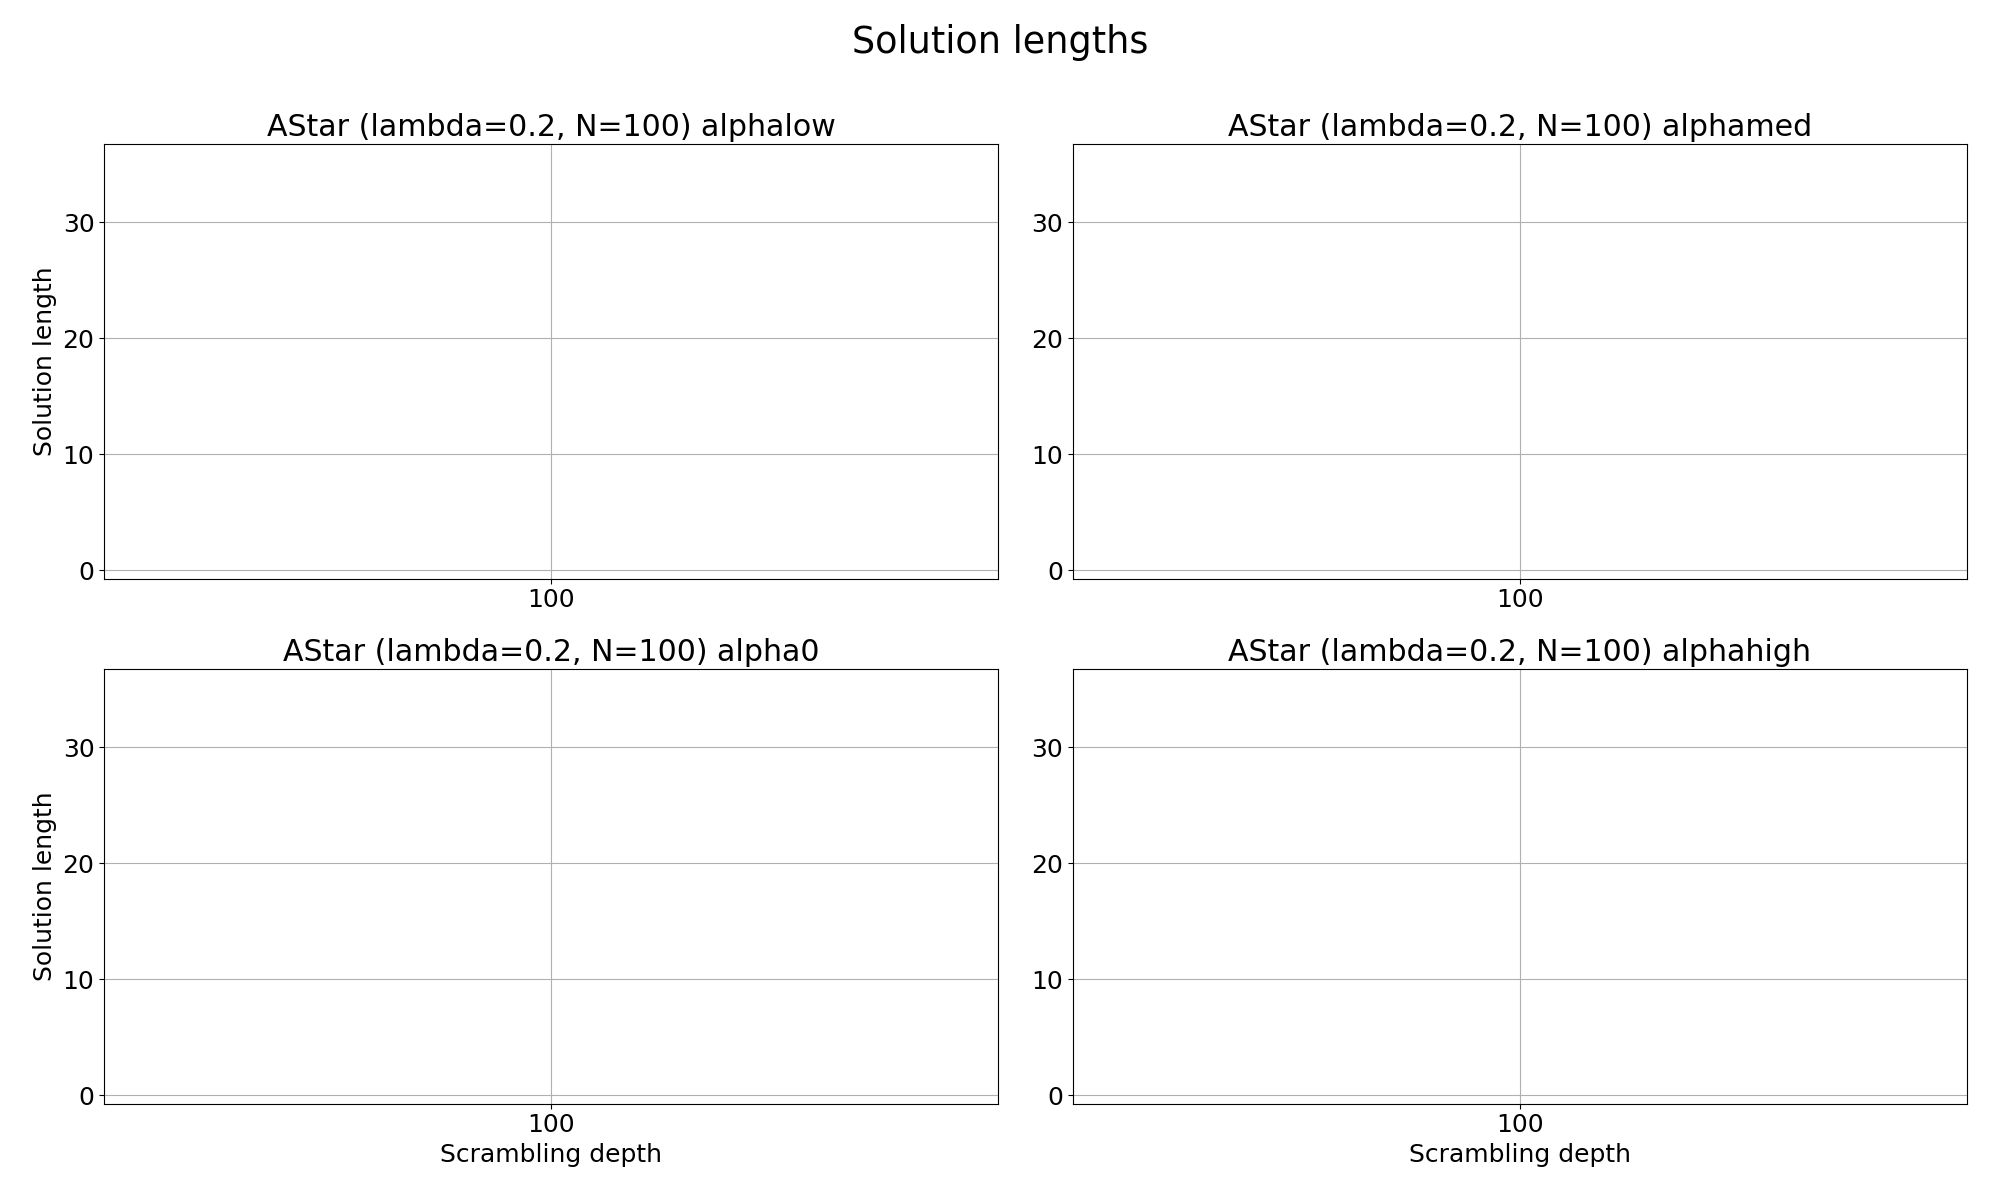 Solution lengths
AStar (lambda=0.2, N=100) alphalow
30
20
10
0
Solution length
100
AStar (lambda=0.2, N=100) alphamed
30
20
10
0
100
AStar (lambda=0.2, N=100) alpha0
30
20
10
0
Solution length
100
Scrambling depth
AStar (lambda=0.2, N=100) alphahigh
30
20
10
0
100
Scrambling depth